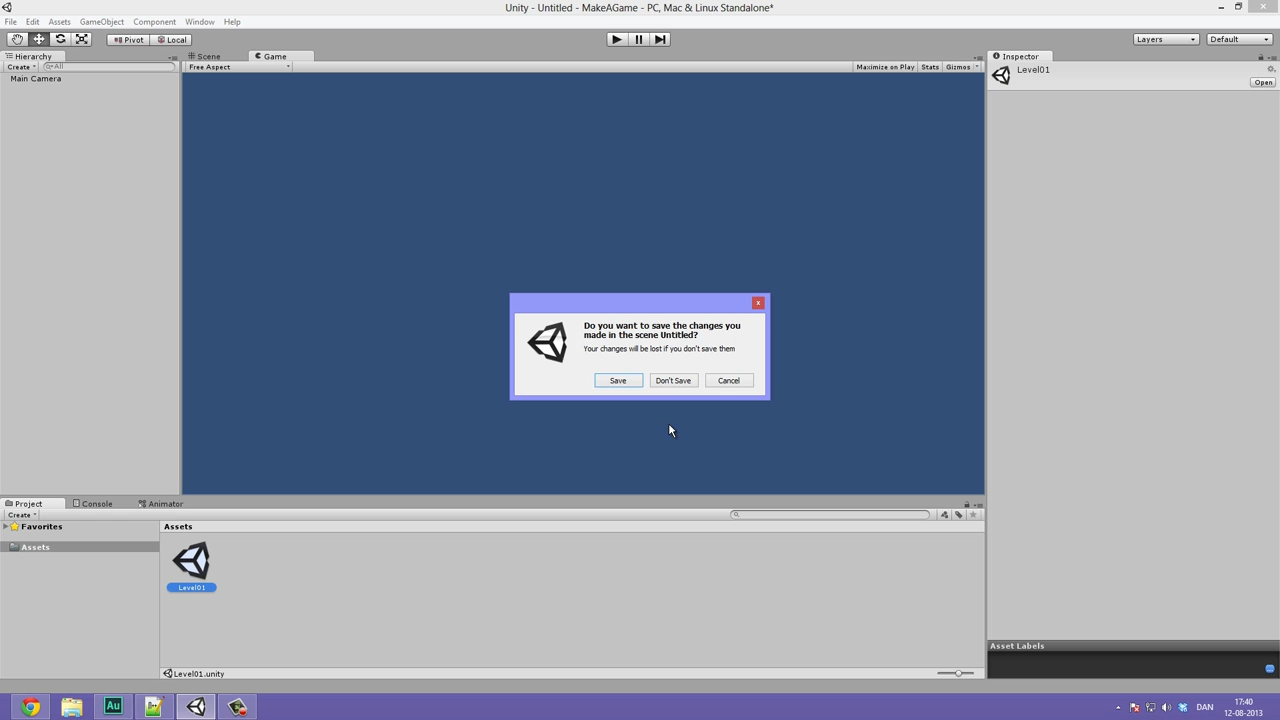 Unity - Untitled - MakeAGame - PC, Mac & Linux Standalone*
File Edit Assets GameObject Component Window Help
Pivot Local Layers Default
Hierarchy Scene Game Inspector
Create All Free Aspect Maximize on Play Stats Gizmos Level01
Main Camera Open
Do you want to save the changes you
made in the scene Untitled?
Your changes will be lost if you don't save them
Save Don't Save Cancel
Project Console Animator
Create
Favorites Assets
Assets
Level01
Asset Labels
Level01.unity
Au DAN 17:40
12-08-2013